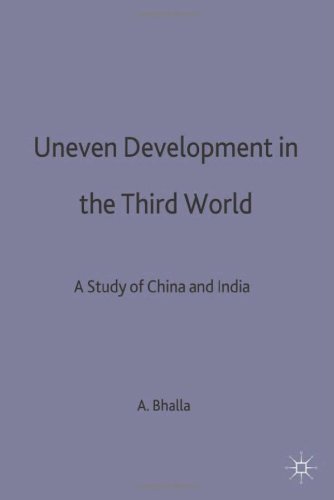 Uneven Development in
the Third World
A Study of China and India
A. Bhalla